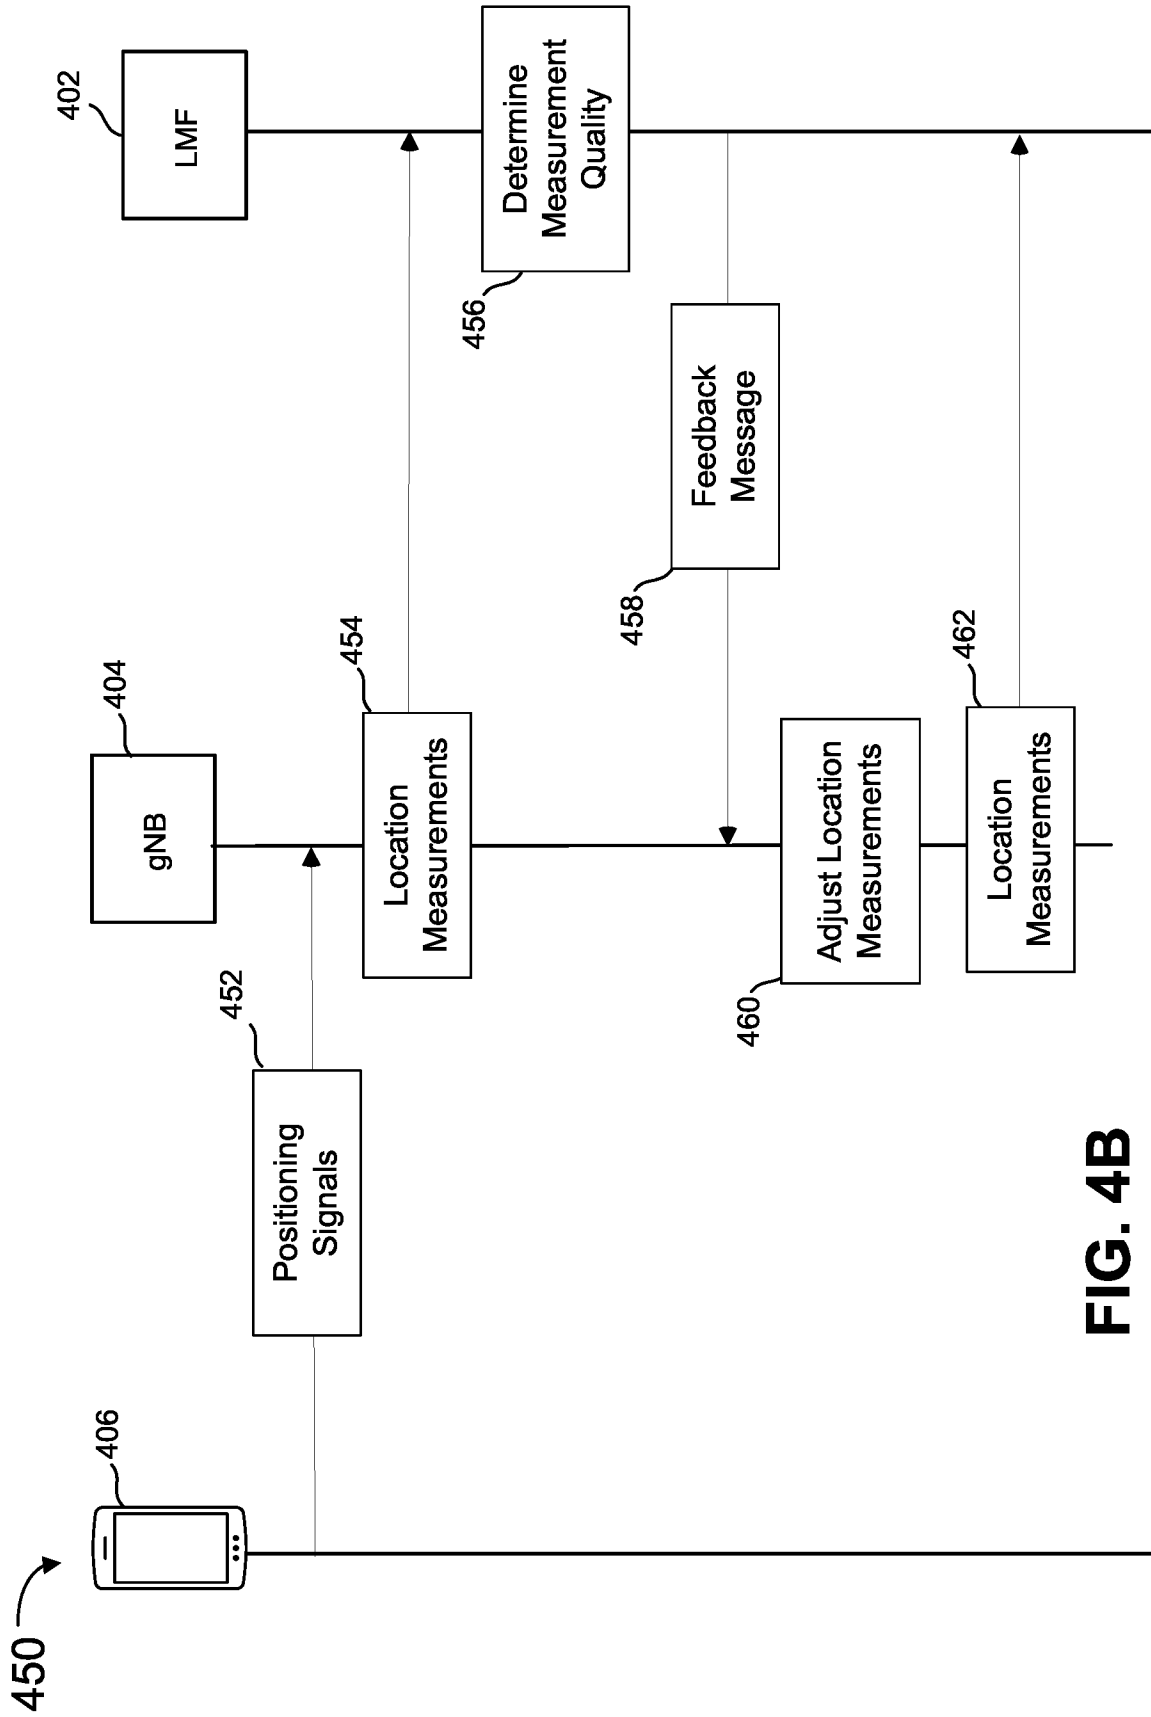 450
406
404
402
gNB
LMF
452
Positioning
Signals
454
Location
Measurements
456
Determine
Measurement
Quality
458
Feedback
Message
460
Adjust Location
Measurements
462
Location
Measurements
FIG. 4B